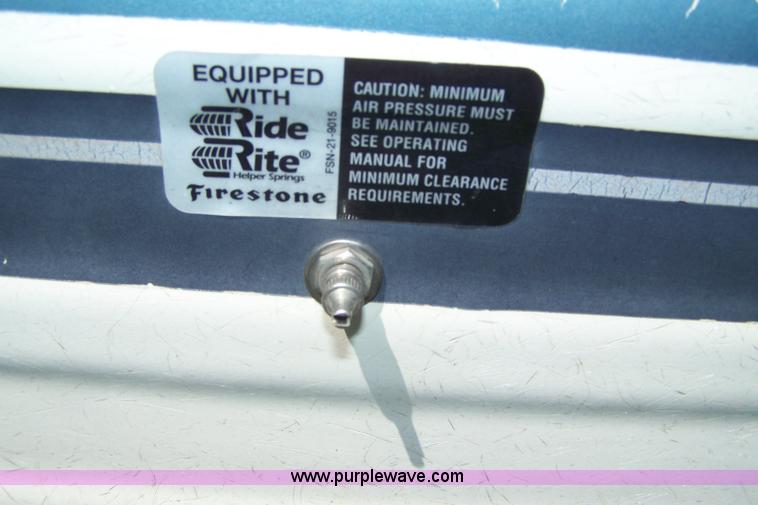 EQUIPPED
WITH
Ride
Rite®
Helper Springs
Firestone
FSN-21-9015
CAUTION: MINIMUM
AIR PRESSURE MUST
BE MAINTAINED.
SEE OPERATING
MANUAL FOR
MINIMUM CLEARANCE
REQUIREMENTS.
www.purplewave.com